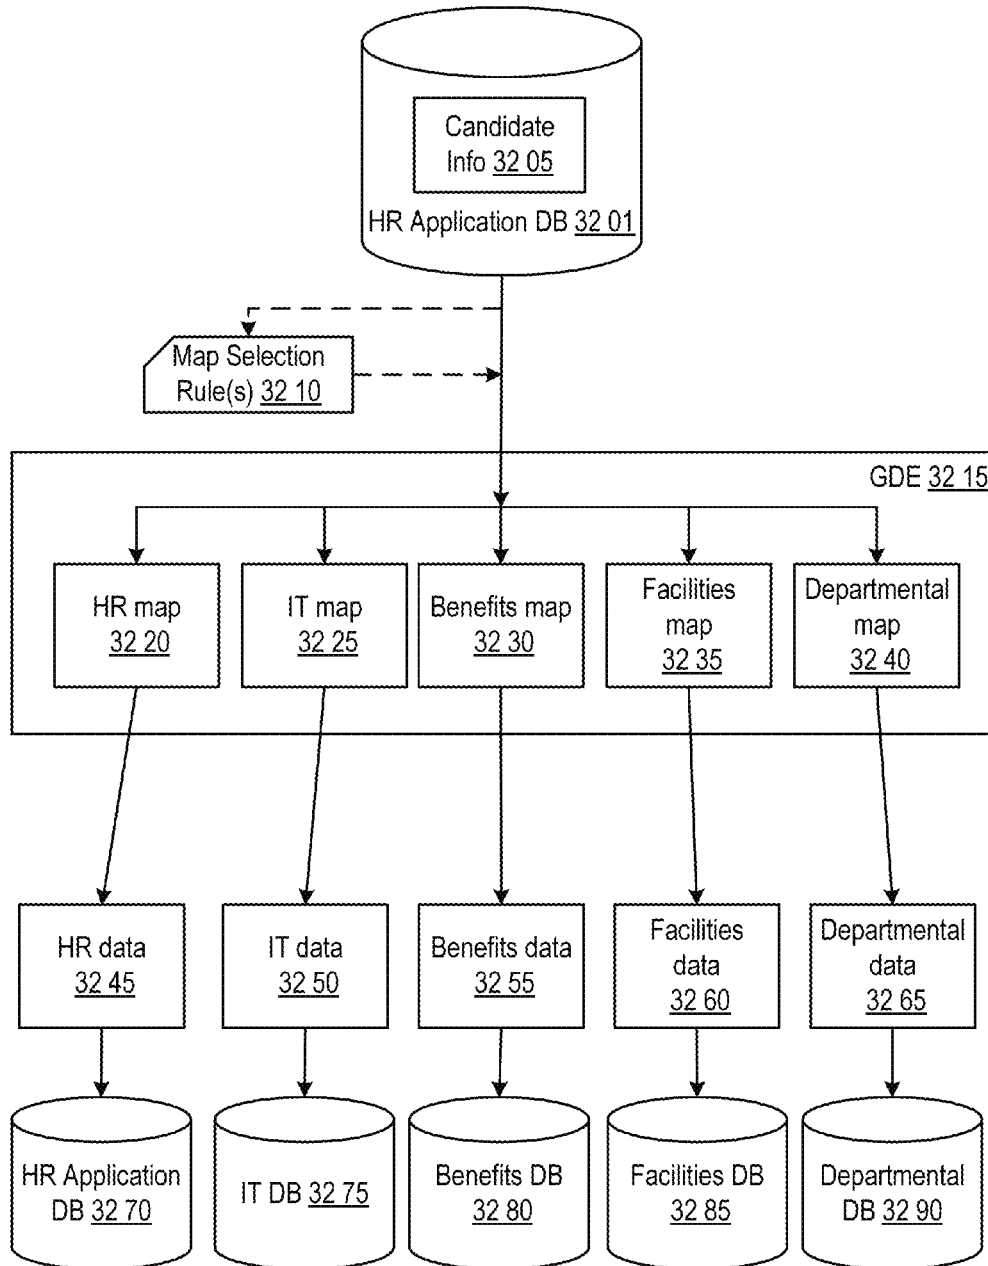 Candidate
Info 32 05
HR Application DB 32 01
Map Selection
Rule(s) 32 10
GDE 32 15
HR map
32 20
IT map
32 25
Benefits map
32 30
Facilities
map
32 35
Departmental
map
32 40
HR data
32 45
IT data
32 50
Benefits data
32 55
Facilities
data
32 60
Departmental
data
32 65
HR Application
DB 32 70
IT DB 32 75
Benefits DB
32 80
Facilities DB
32 85
Departmental
DB 32 90